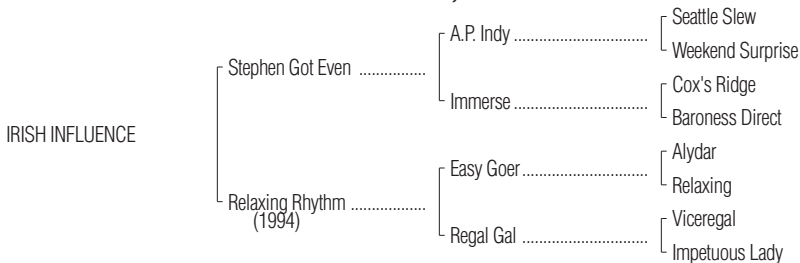 Seattle Slew
A.P. Indy ......................................
Weekend Surprise
Stephen Got Even ................
Cox's Ridge
Immerse ......................................
Baroness Direct
IRISH INFLUENCE
Alydar
Easy Goer....................................
Relaxing
Relaxing Rhythm ..................
(1994)
Viceregal
Regal Gal ....................................
Impetuous Lady